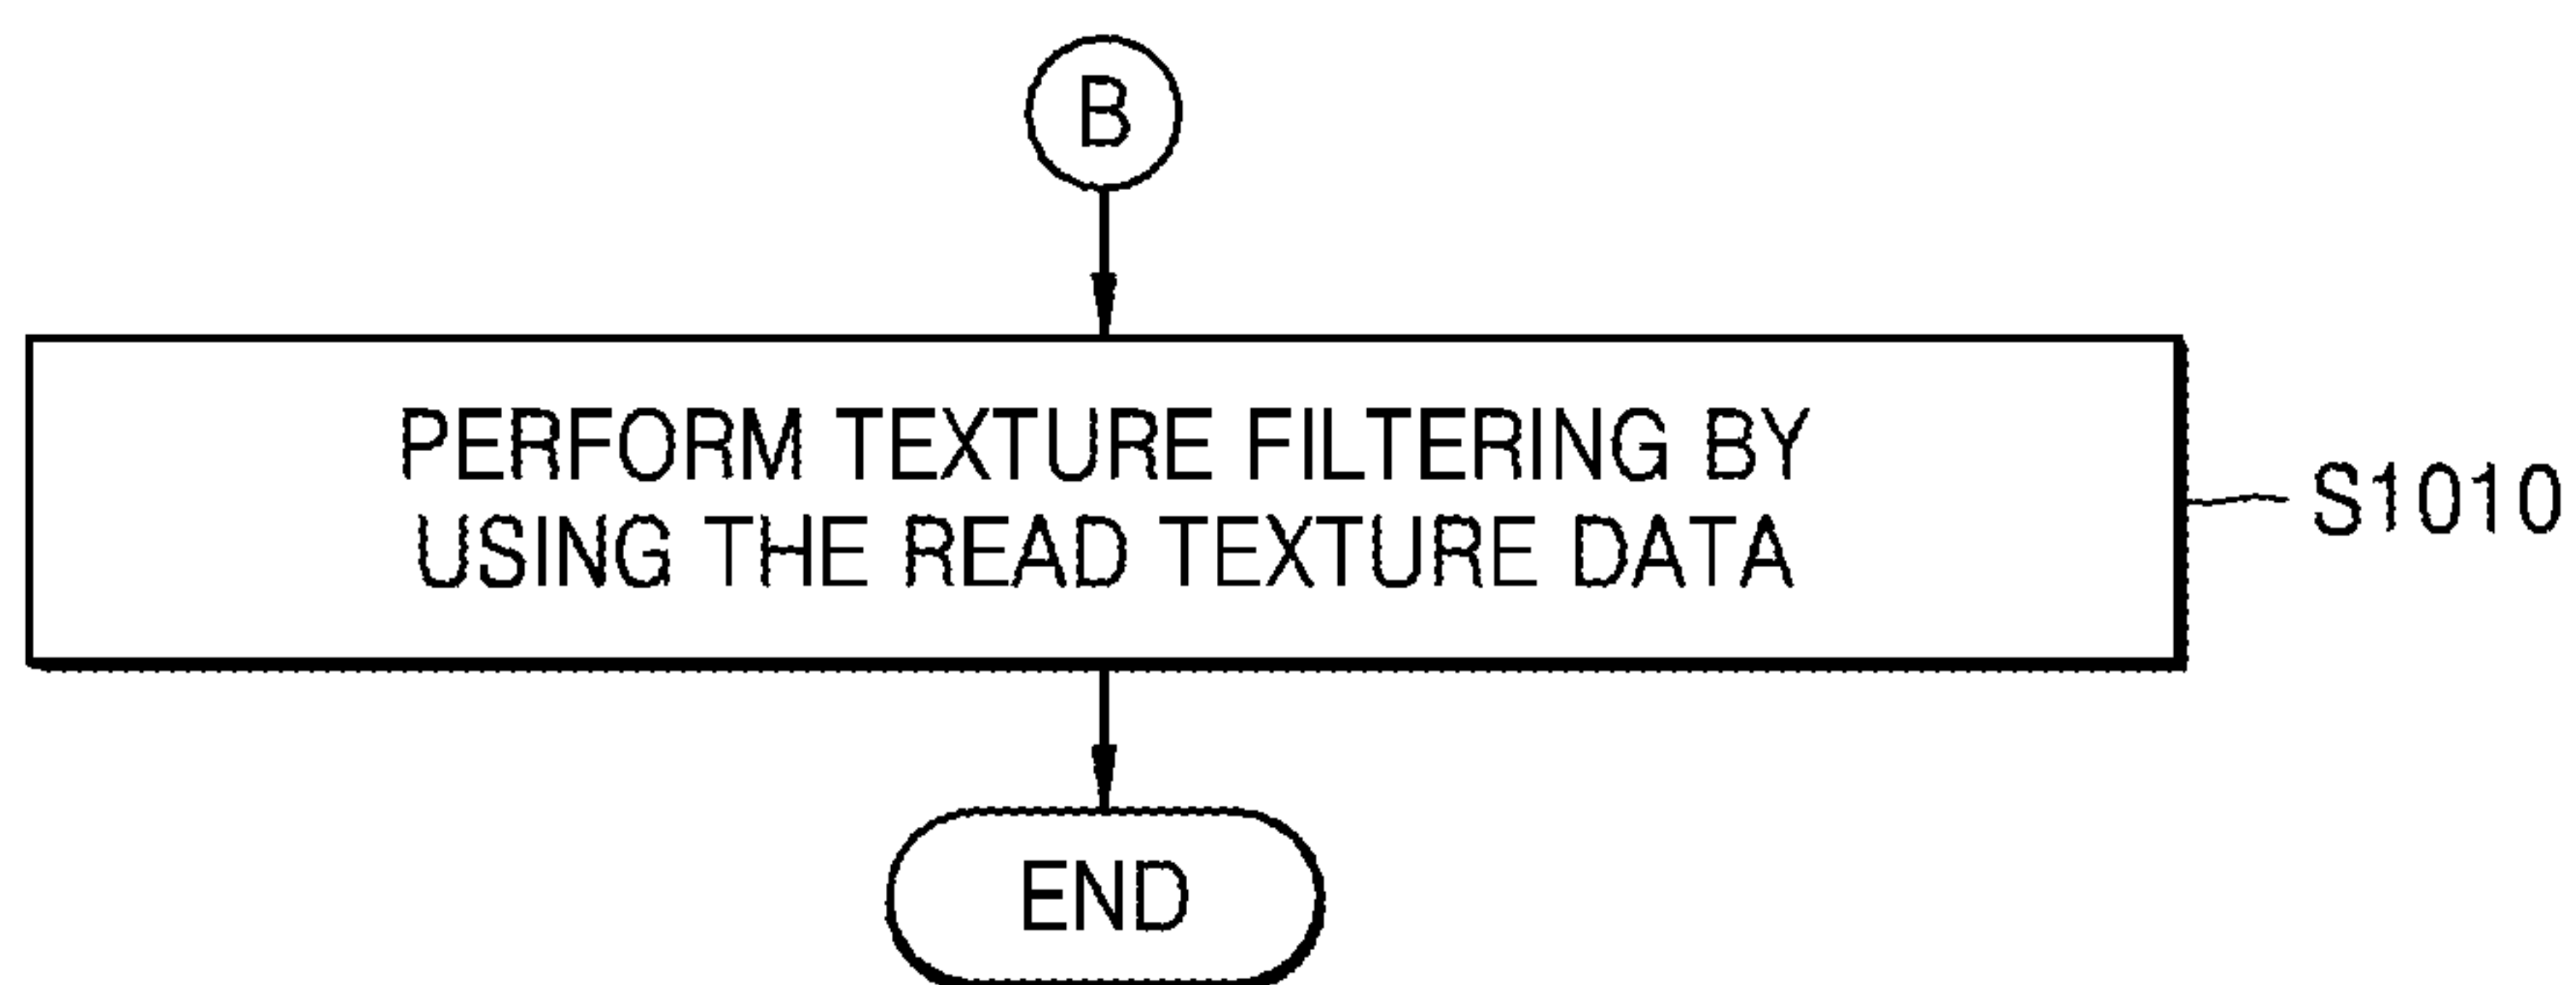 B
PERFORM TEXTURE FILTERING BY
USING THE READ TEXTURE DATA
S1010
END